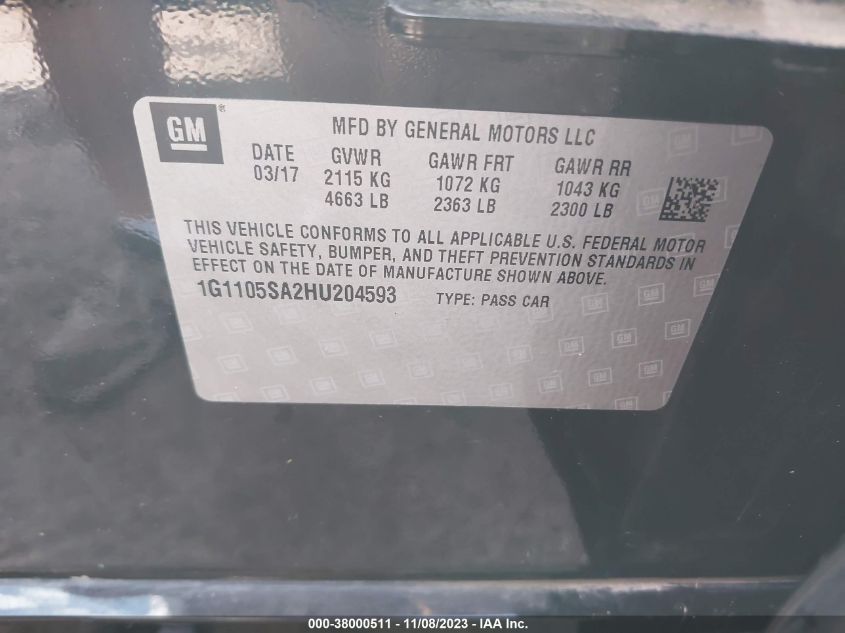 GM ®
MFD BY GENERAL MOTORS LLC
DATE GVWR GAWR FRT GAWR RR
03/17 2115 KG 1072 KG 1043 KG
4663 LB 2363 LB 2300 LB
THIS VEHICLE CONFORMS TO ALL APPLICABLE U.S. FEDERAL MOTOR
VEHICLE SAFETY, BUMPER, AND THEFT PREVENTION STANDARDS IN
EFFECT ON THE DATE OF MANUFACTURE SHOWN ABOVE.
1G1105SA2HU204593 TYPE: PASS CAR
000-38000511 - 11/08/2023 - IAA Inc.